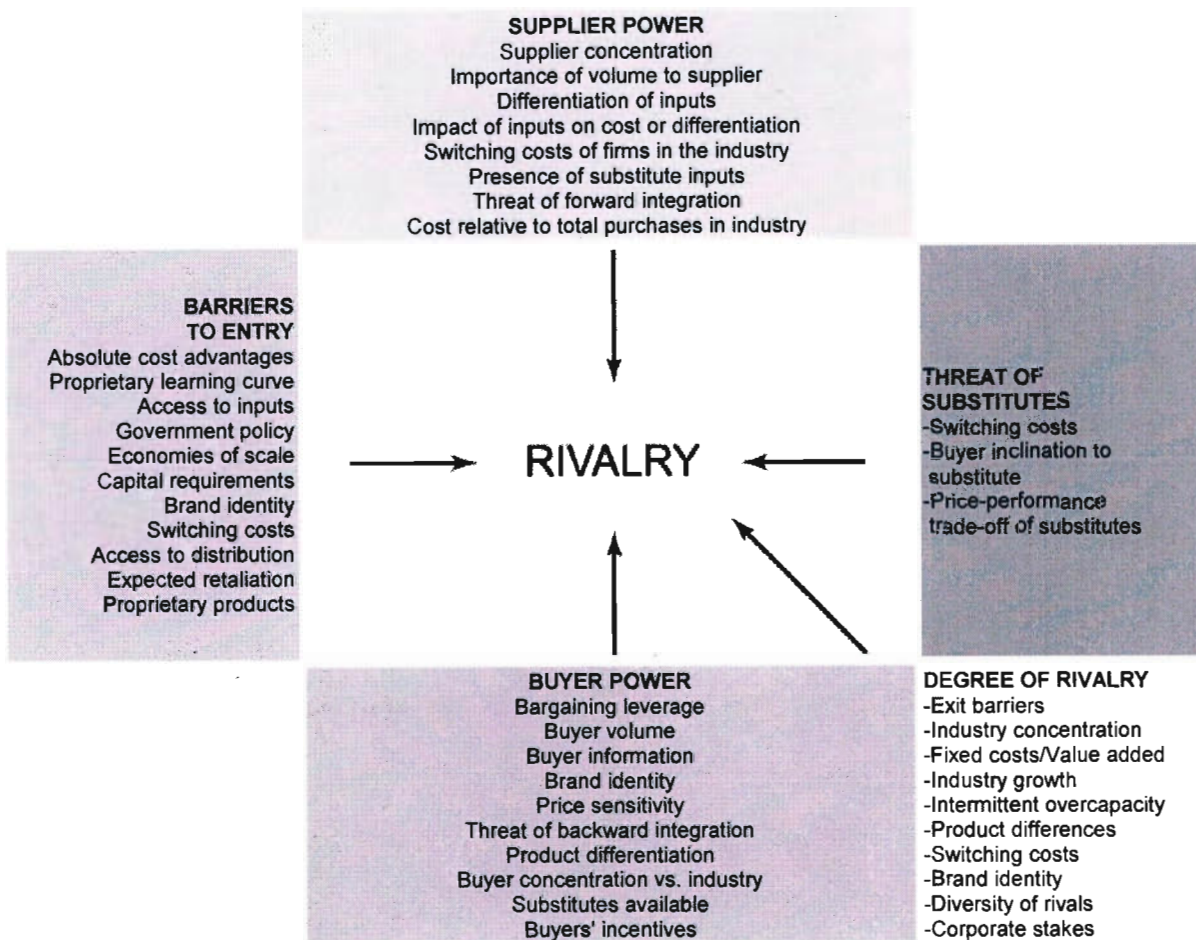 SUPPLIER POWER
Supplier concentration
Importance of volume to supplier
Differentiation of inputs
Impact of inputs on cost or differentiation
Switching costs of firms in the industry
Presence of substitute inputs
Threat of forward integration
Cost relative to total purchases in industry
BARRIERS
TO ENTRY
Absolute cost advantages
Proprietary learning curve
Access to inputs
Government policy
Economies of scale
Capital requirements
Brand identity
Switching costs
Access to distribution
Expected retaliation
Proprietary products
RIVALRY
THREAT OF
SUBSTITUTES
-Switching costs
-Buyer inclination to
substitute
-Price-performance
trade-off of substitutes
BUYER POWER
Bargaining leverage
Buyer volume
Buyer information
Brand identity
Price sensitivity
Threat of backward integration
Product differentiation
Buyer concentration vs. industry
Substitutes available
Buyers' incentives
DEGREE OF RIVALRY
-Exit barriers
-Industry concentration
-Fixed costs/Value added
-Industry growth
-Intermittent overcapacity
-Product differences
-Switching costs
-Brand identity
-Diversity of rivals
-Corporate stakes